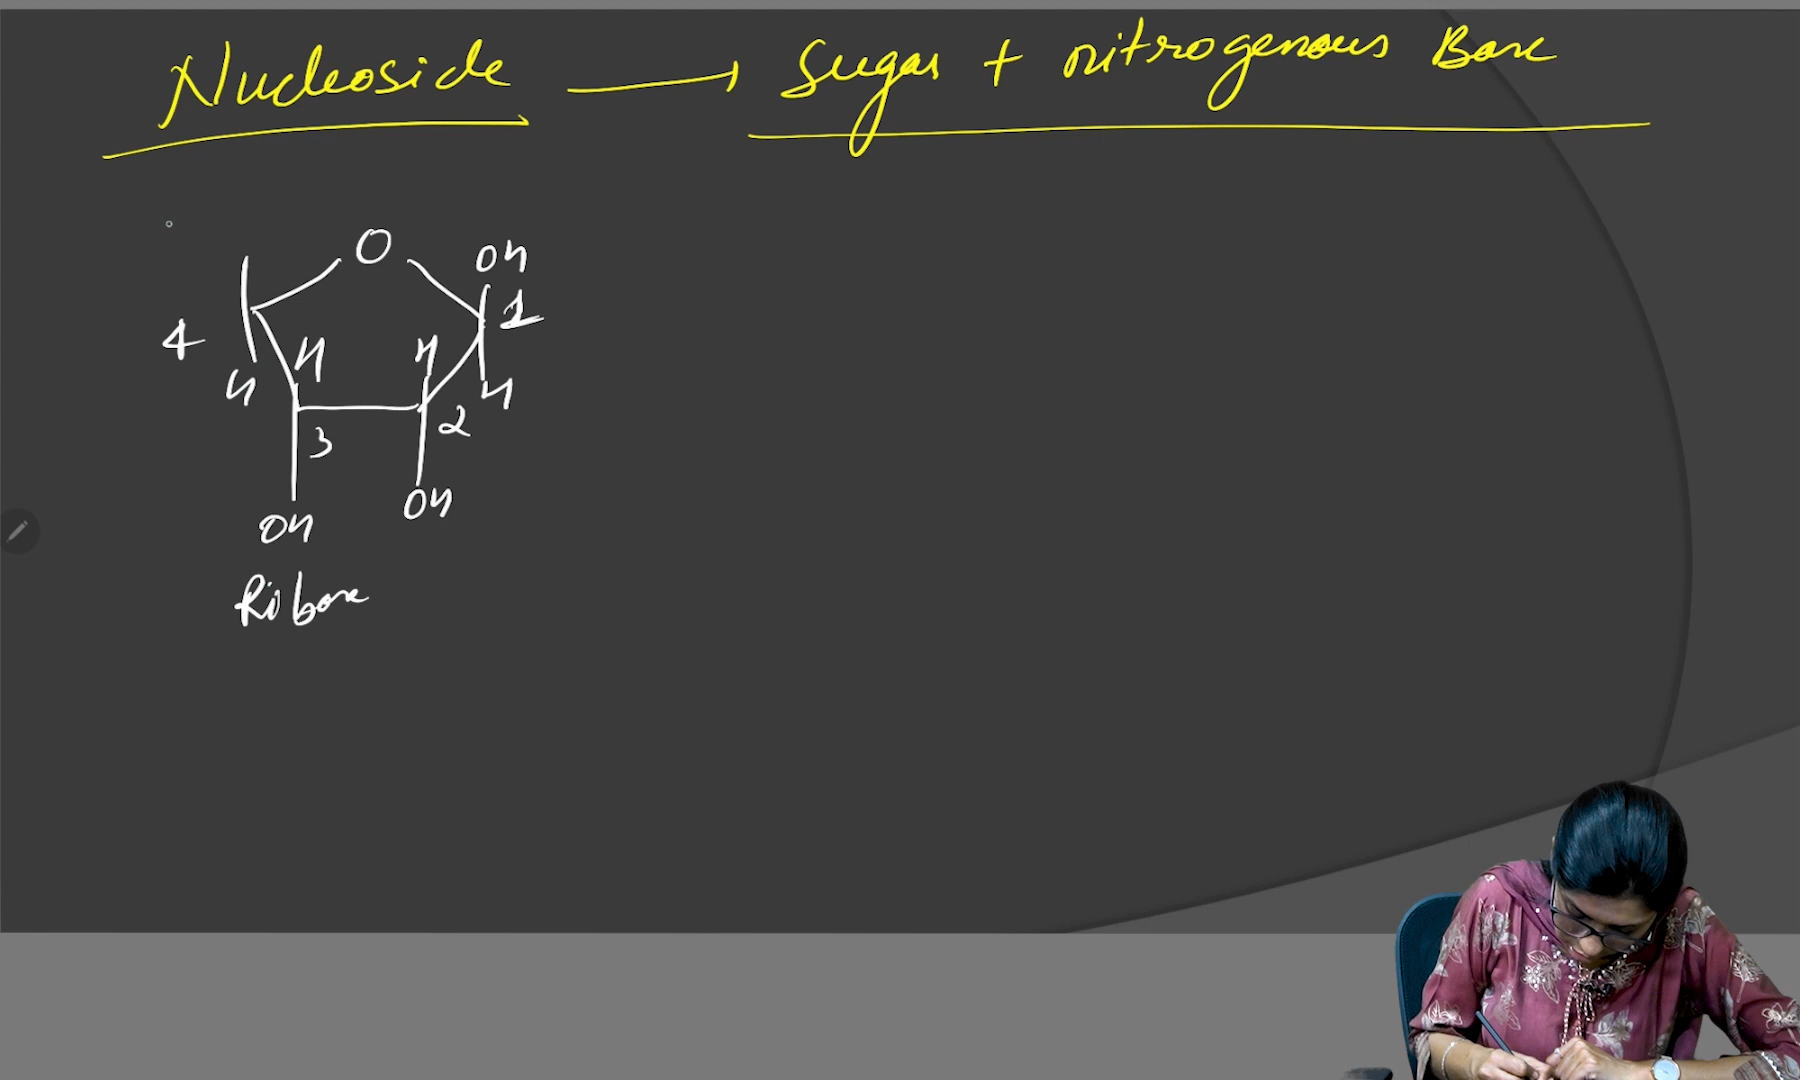 Nucleoside → Sugar + nitrogenous Base
O
OH
1
4
H
H
H
H
2
3
OH
OH
Ribose